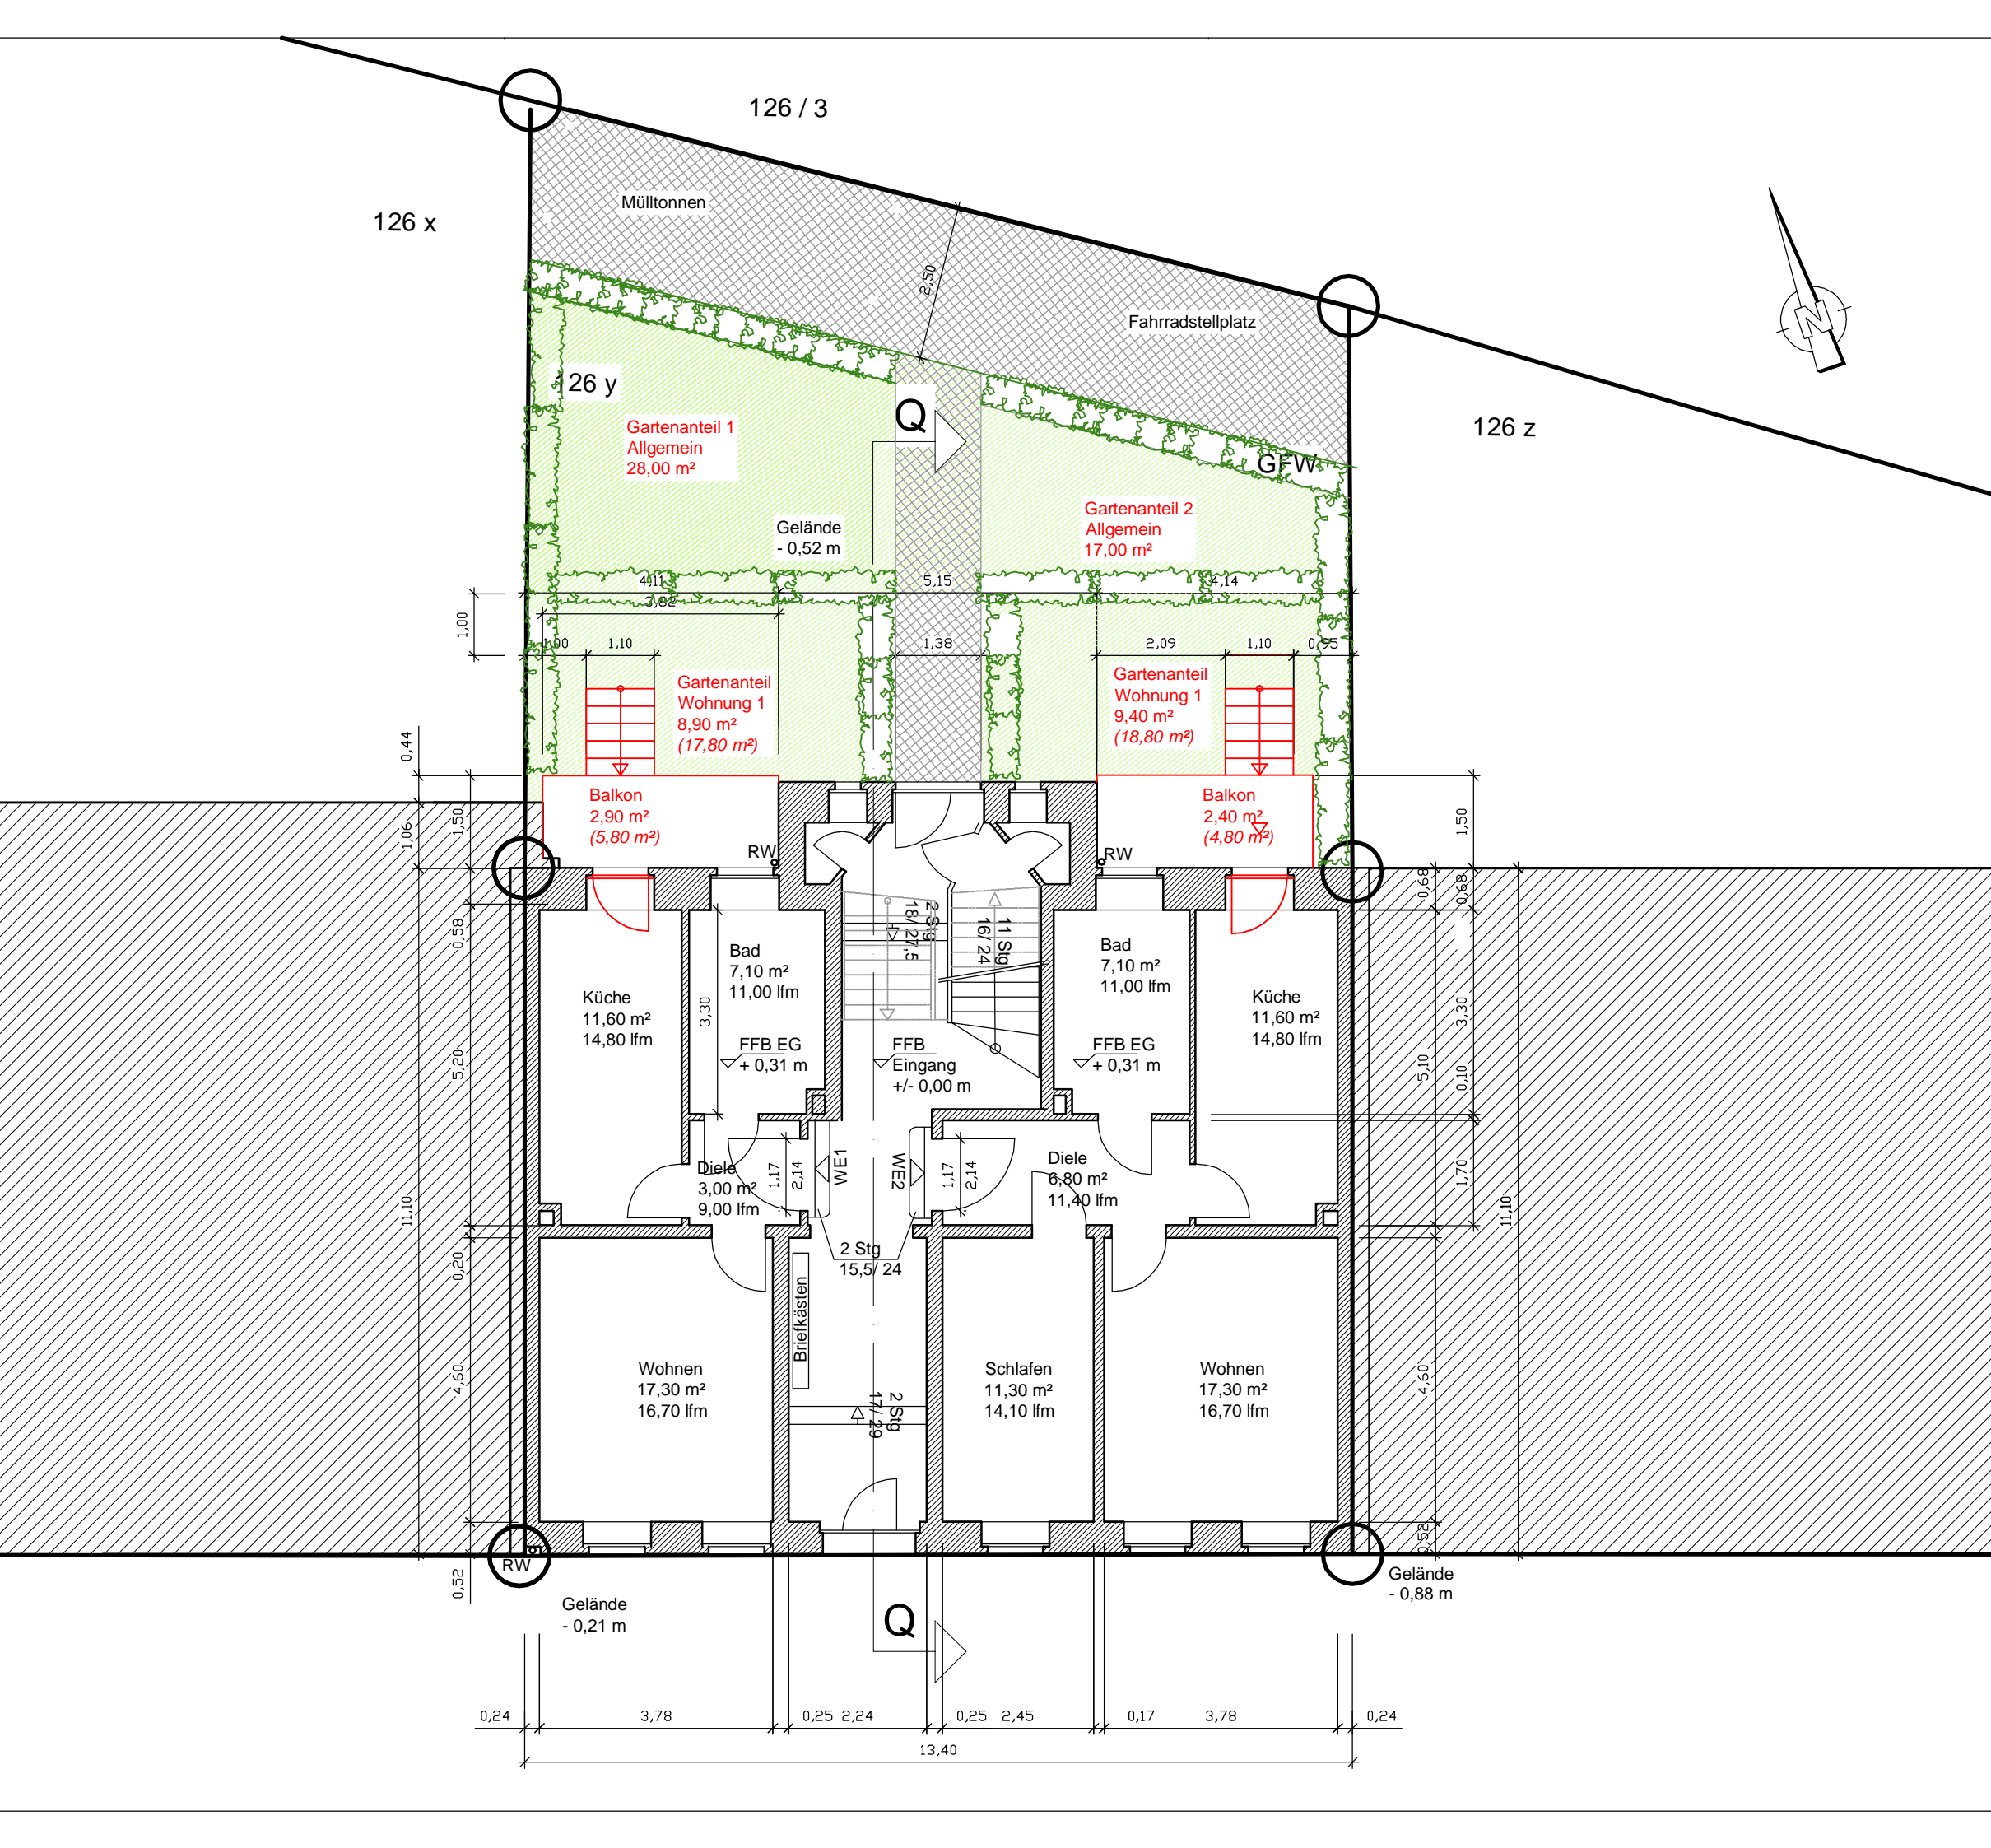 126 / 3
126 x
Mülltonnen
2,50
Fahrradstellplatz
N
26 y
126 z
Q
GFW
Gartenanteil 1
Allgemein
28,00 m²
Gelände
- 0,52 m
Gartenanteil 2
Allgemein
17,00 m²
4,11
5,15
4,14
3,82
1,00
1,00
1,10
1,38
2,09
1,10
0,95
Gartenanteil
Wohnung 1
8,90 m²
(17,80 m²)
Gartenanteil
Wohnung 1
9,40 m²
(18,80 m²)
0,44
1,06
1,50
Balkon
2,90 m²
(5,80 m²)
Balkon
2,40 m²
(4,80 m²)
1,50
RW
RW
0,68
0,68
0,58
2 Stg
18/ 27,5
11 Stg
16/ 24
Bad
7,10 m²
11,00 lfm
Bad
7,10 m²
11,00 lfm
Küche
11,60 m²
14,80 lfm
Küche
11,60 m²
14,80 lfm
3,30
3,30
FFB EG
+ 0,31 m
FFB
Eingang
+/- 0,00 m
FFB EG
+ 0,31 m
5,20
5,10
0,10
Diele
3,00 m²
9,00 lfm
1,17
2,14
WE1
WE2
1,17
2,14
Diele
6,80 m²
11,40 lfm
1,70
11,10
11,10
2 Stg
15,5/ 24
0,20
Briefkästen
Wohnen
17,30 m²
16,70 lfm
2 Stg
17/ 29
Schlafen
11,30 m²
14,10 lfm
Wohnen
17,30 m²
16,70 lfm
4,60
4,60
0,52
RW
0,52
Gelände
- 0,21 m
Gelände
- 0,88 m
Q
0,24
3,78
0,25
2,24
0,25
2,45
0,17
3,78
0,24
13,40